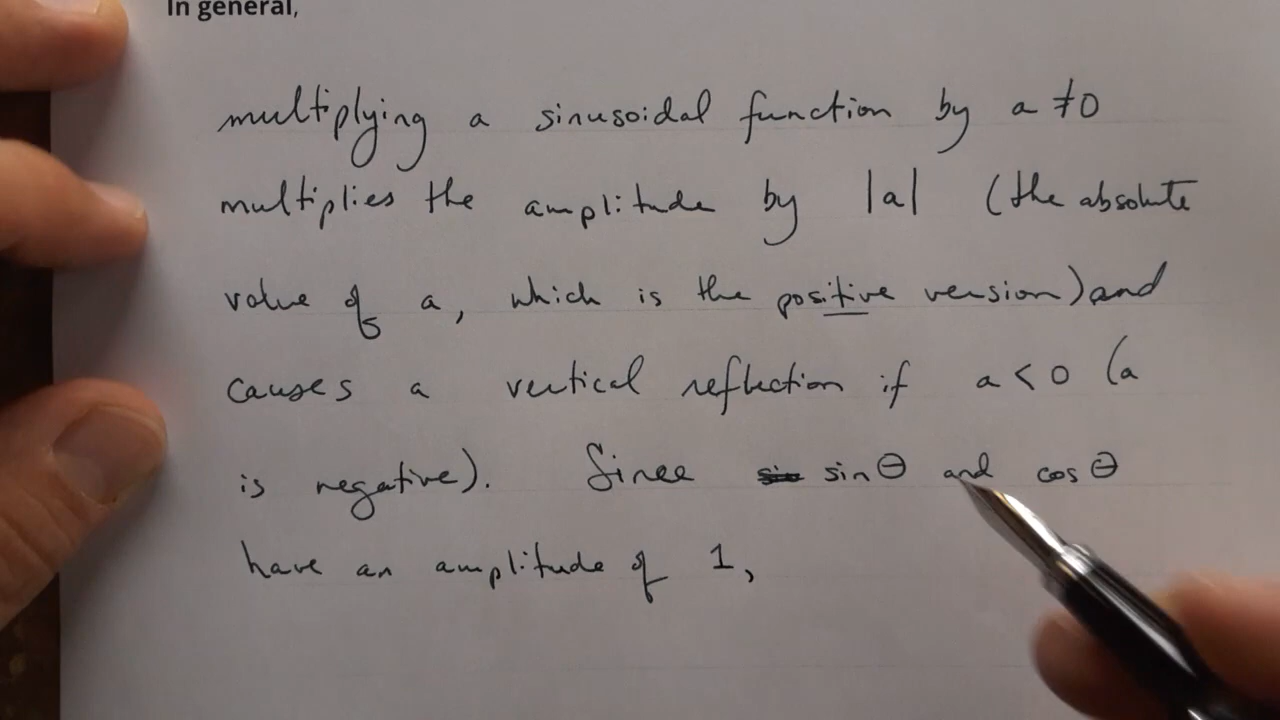 In general,
multiplying a sinusoidal function by a ≠ 0
multiplies the amplitude by |a| (the absolute
value of a, which is the positive version) and
causes a vertical reflection if a < 0 (a
is negative). Since sin θ and cos θ
have an amplitude of 1,